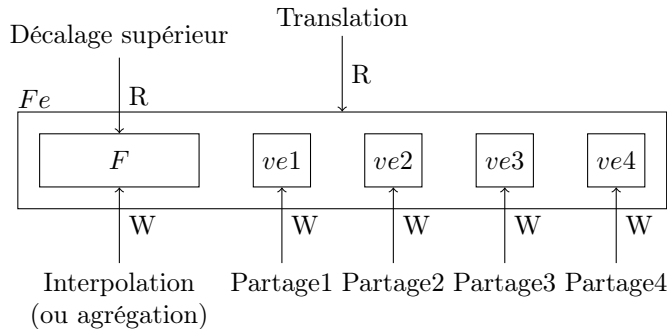 Translation
Décalage supérieur
R
R
Fe
F
ve1
ve2
ve3
ve4
W
W
W
W
W
Interpolation
(ou agrégation)
Partage1
Partage2
Partage3
Partage4